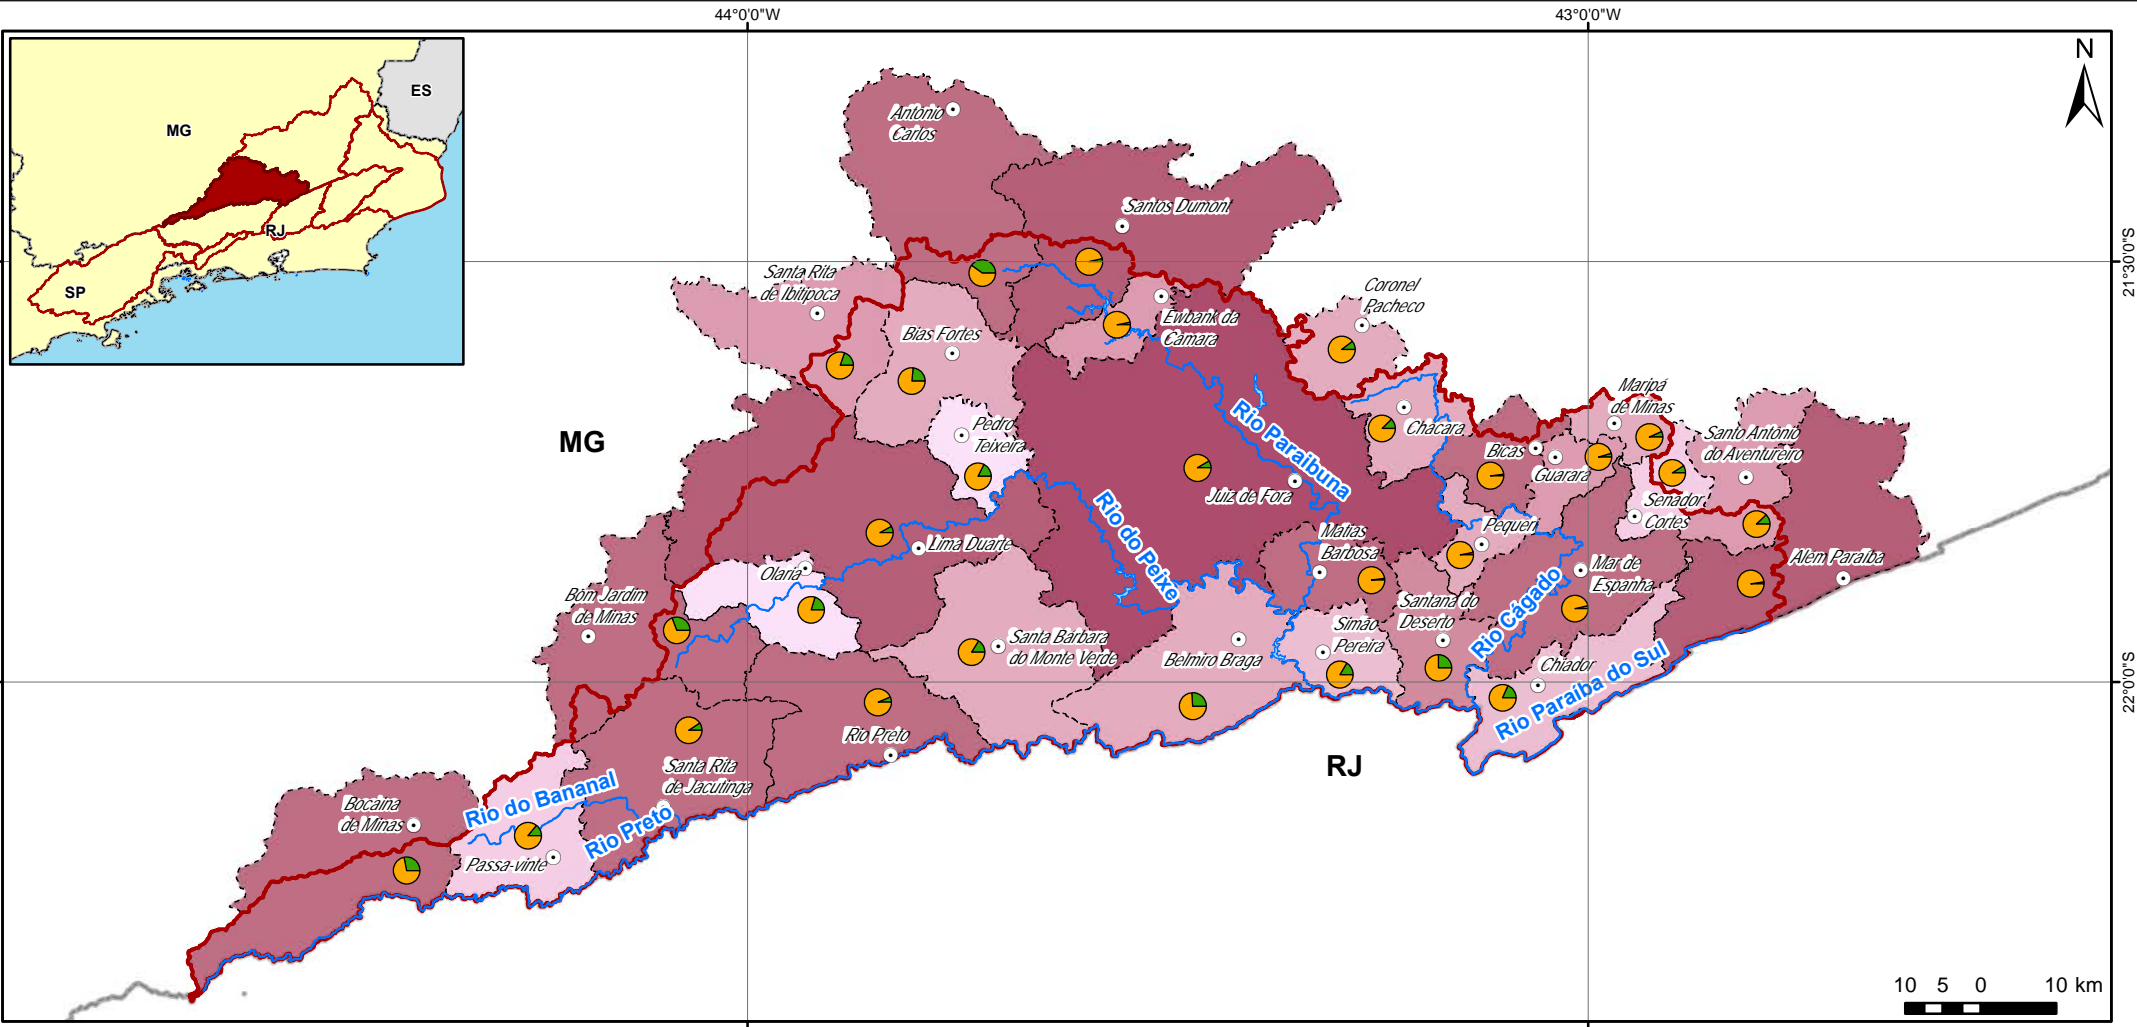 44°0'0"W
43°0'0"W
N
ES
MG
RJ
SP
Antônio
Carlos
Santos Dumont
21°30'0"S
Santa Rita
de Ibitipoca
Coronel
Pacheco
Ewbank da
Câmara
Bias Fortes
Maripá
de Minas
MG
Pedro
Teixeira
Rio Paraibuna
Chácara
Bicas
Guarará
Santo Antônio
do Aventureiro
Juiz de Fora
Rio do Peixe
Senador
Cortes
Pequeri
Matias
Barbosa
Lima Duarte
Olaria
Mar de
Espanha
Além Paraíba
Bom Jardim
de Minas
Santana do
Deserto
Rio Cágado
Simão
Pereira
Santa Bárbara
do Monte Verde
Belmiro Braga
Chiador
Rio Paraíba do Sul
22°0'0"S
Rio Preto
RJ
Santa Rita
de Jacutinga
Rio do Bananal
Bocaina
de Minas
Rio Preto
Passa-vinte
10 5 0 10 km